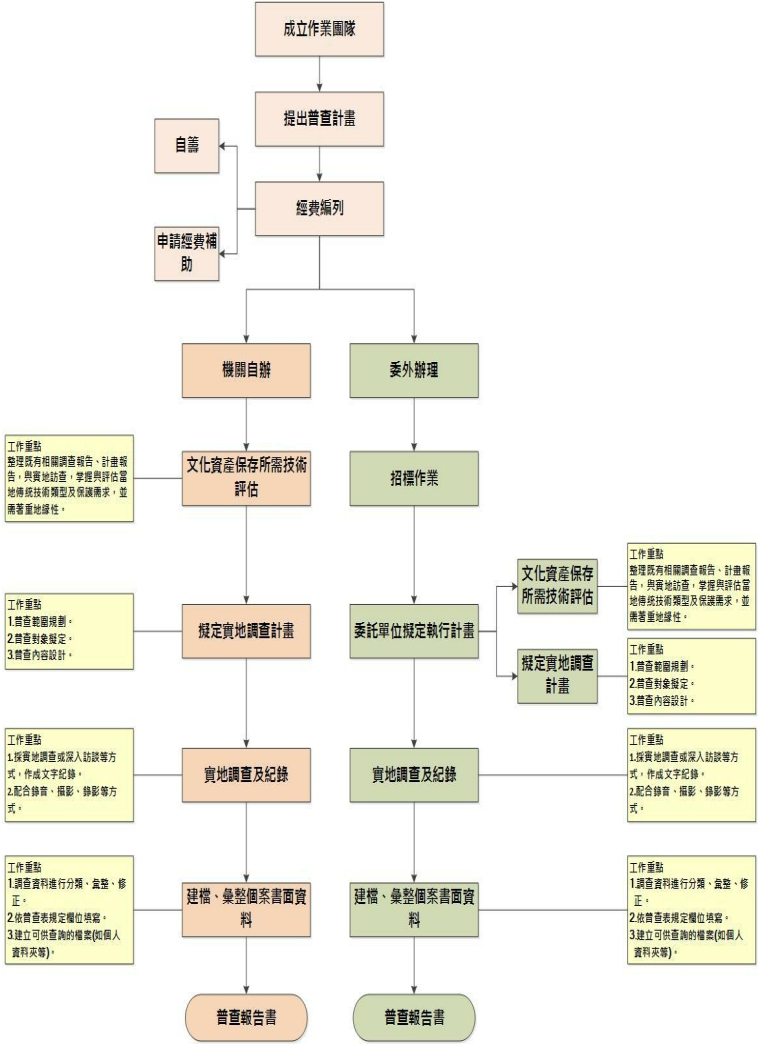 成立作業團隊
提出普查計畫
自籌
經費編列
申請經費補
助
機關自辦
委外辦理
工作重點
整理既有相關調查報告、計畫報
告，與實地訪查，掌握與評估當
地傳統技術類型及保護需求，並
需著重地緣性。
文化資產保存所需技術
評估
招標作業
文化資產保存
所需技術評估
工作重點
整理既有相關調查報告、計畫報
告，與實地訪查，掌握與評估當
地傳統技術類型及保護需求，並
需著重地緣性。
工作重點
1.普查範圍規劃。
2.普查對象擬定。
3.普查內容設計。
擬定實地調查計畫
委託單位擬定執行計畫
擬定實地調查
計畫
工作重點
1.普查範圍規劃。
2.普查對象擬定。
3.普查內容設計。
工作重點
1.採實地調查或深入訪談等方
式，作成文字紀錄。
2.配合錄音、攝影、錄影等方
式。
實地調查及紀錄
實地調查及紀錄
工作重點
1.採實地調查或深入訪談等方
式，作成文字紀錄。
2.配合錄音、攝影、錄影等方
式。
工作重點
1.調查資料進行分類、彙整、修
正。
2.依普查表規定欄位填寫。
3.建立可供查詢的檔案(如個人
資料夾等)。
建檔、彙整個案書面資
料
建檔、彙整個案書面資
料
工作重點
1.調查資料進行分類、彙整、修
正。
2.依普查表規定欄位填寫。
3.建立可供查詢的檔案(如個人
資料夾等)。
普查報告書
普查報告書